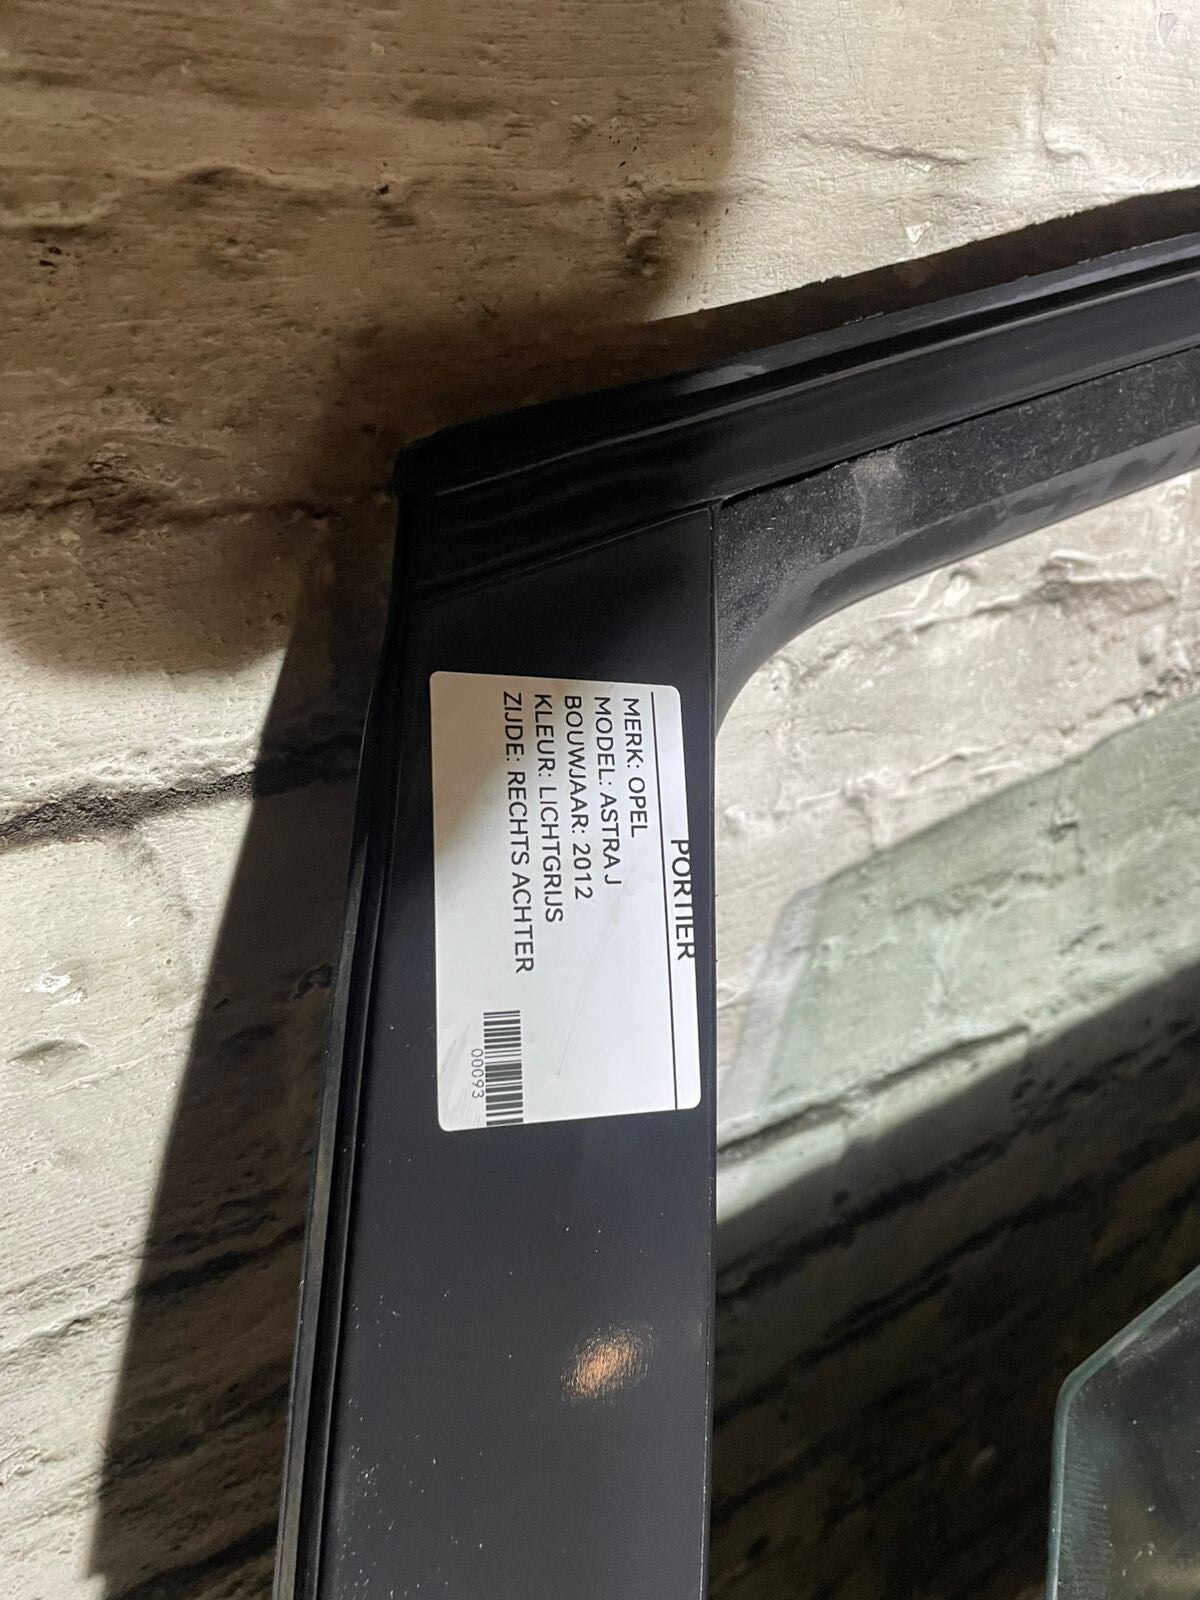 PORTIER
MERK: OPEL
MODEL: ASTRA J
BOUWJAAR: 2012
KLEUR: LICHTGRIJS
ZIJDE: RECHTS ACHTER
00093